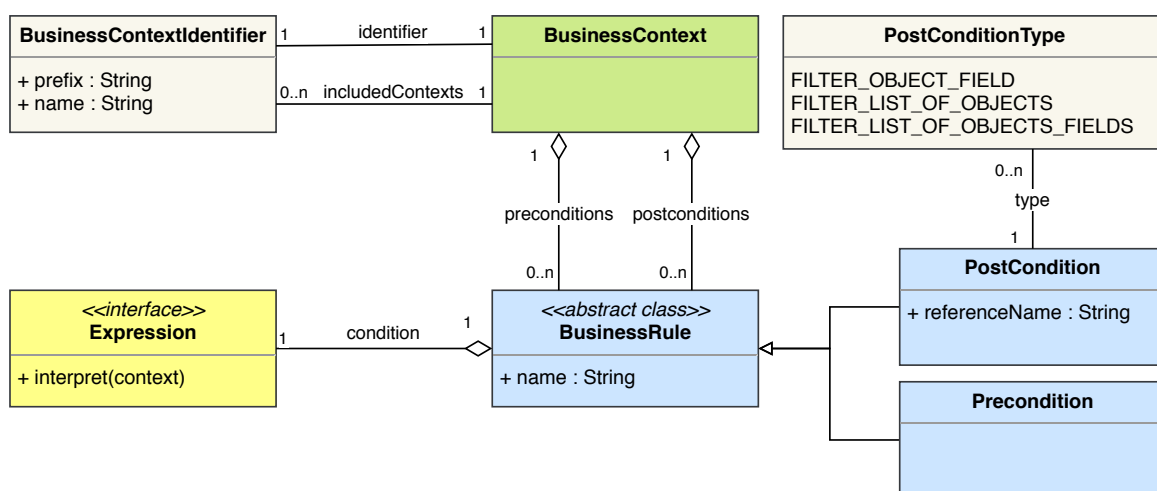 BusinessContextIdentifier
+ prefix : String
+ name : String
1
identifier
1
0..n
includedContexts
1
BusinessContext
PostConditionType
FILTER_OBJECT_FIELD
FILTER_LIST_OF_OBJECTS
FILTER_LIST_OF_OBJECTS_FIELDS
1
1
preconditions
postconditions
0..n
0..n
0..n
type
1
<<interface>>
Expression
+ interpret(context)
1
condition
1
<<abstract class>>
BusinessRule
+ name : String
PostCondition
+ referenceName : String
Precondition